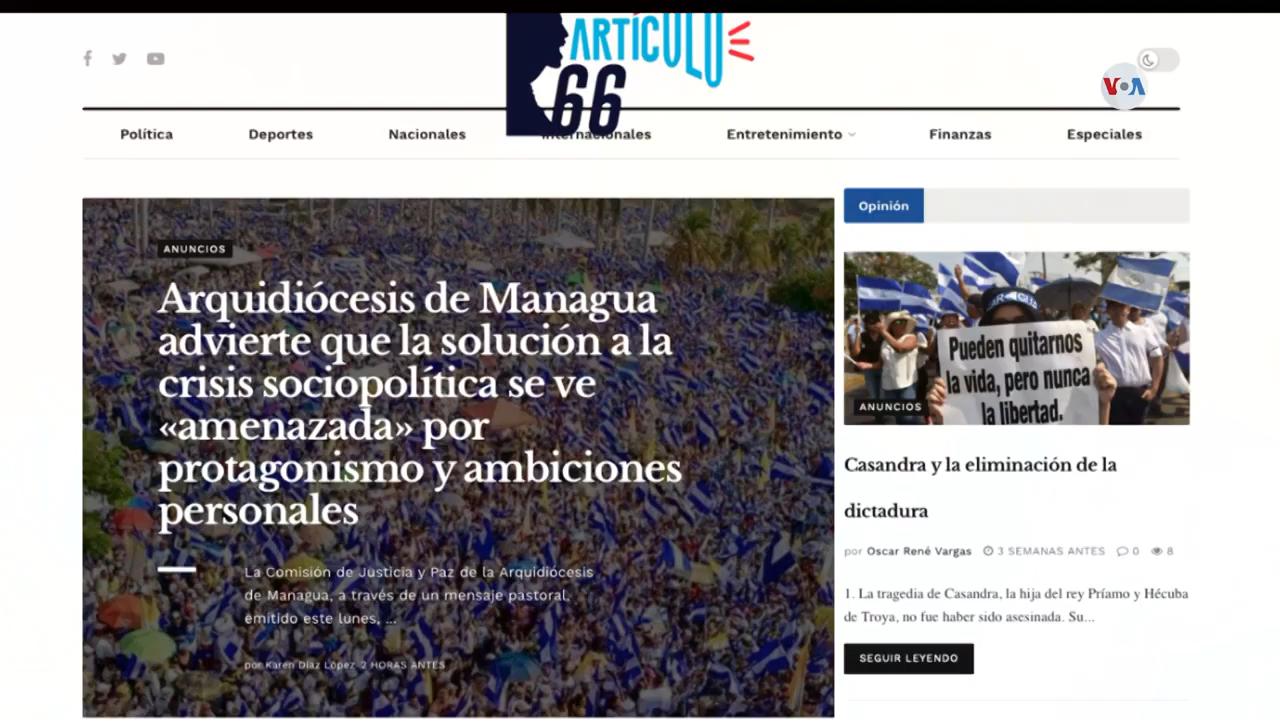 ARTÍCULO
66
VOA
Política Deportes Nacionales Internacionales Entretenimiento Finanzas Especiales
ANUNCIOS
Arquidiócesis de Managua
advierte que la solución a la
crisis sociopolítica se ve
«amenazada» por
protagonismo y ambiciones
personales
La Comisión de Justicia y Paz de la Arquidiócesis
de Managua, a través de un mensaje pastoral,
emitido este lunes, ...
por Karen Díaz López 2 HORAS ANTES
Opinión
Pueden quitarnos
la vida, pero nunca
la libertad.
ANUNCIOS
Casandra y la eliminación de la
dictadura
por Oscar René Vargas 3 SEMANAS ANTES 0 8
1. La tragedia de Casandra, la hija del rey Príamo y Hécuba
de Troya, no fue haber sido asesinada. Su...
SEGUIR LEYENDO